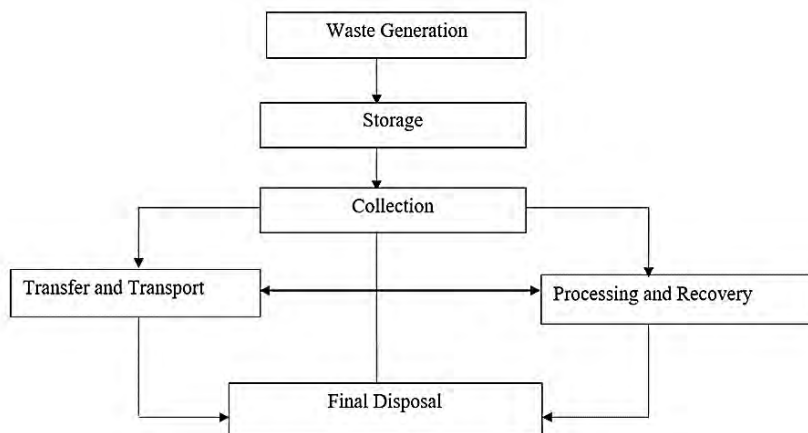 Waste Generation
Storage
Collection
Transfer and Transport
Processing and Recovery
Final Disposal